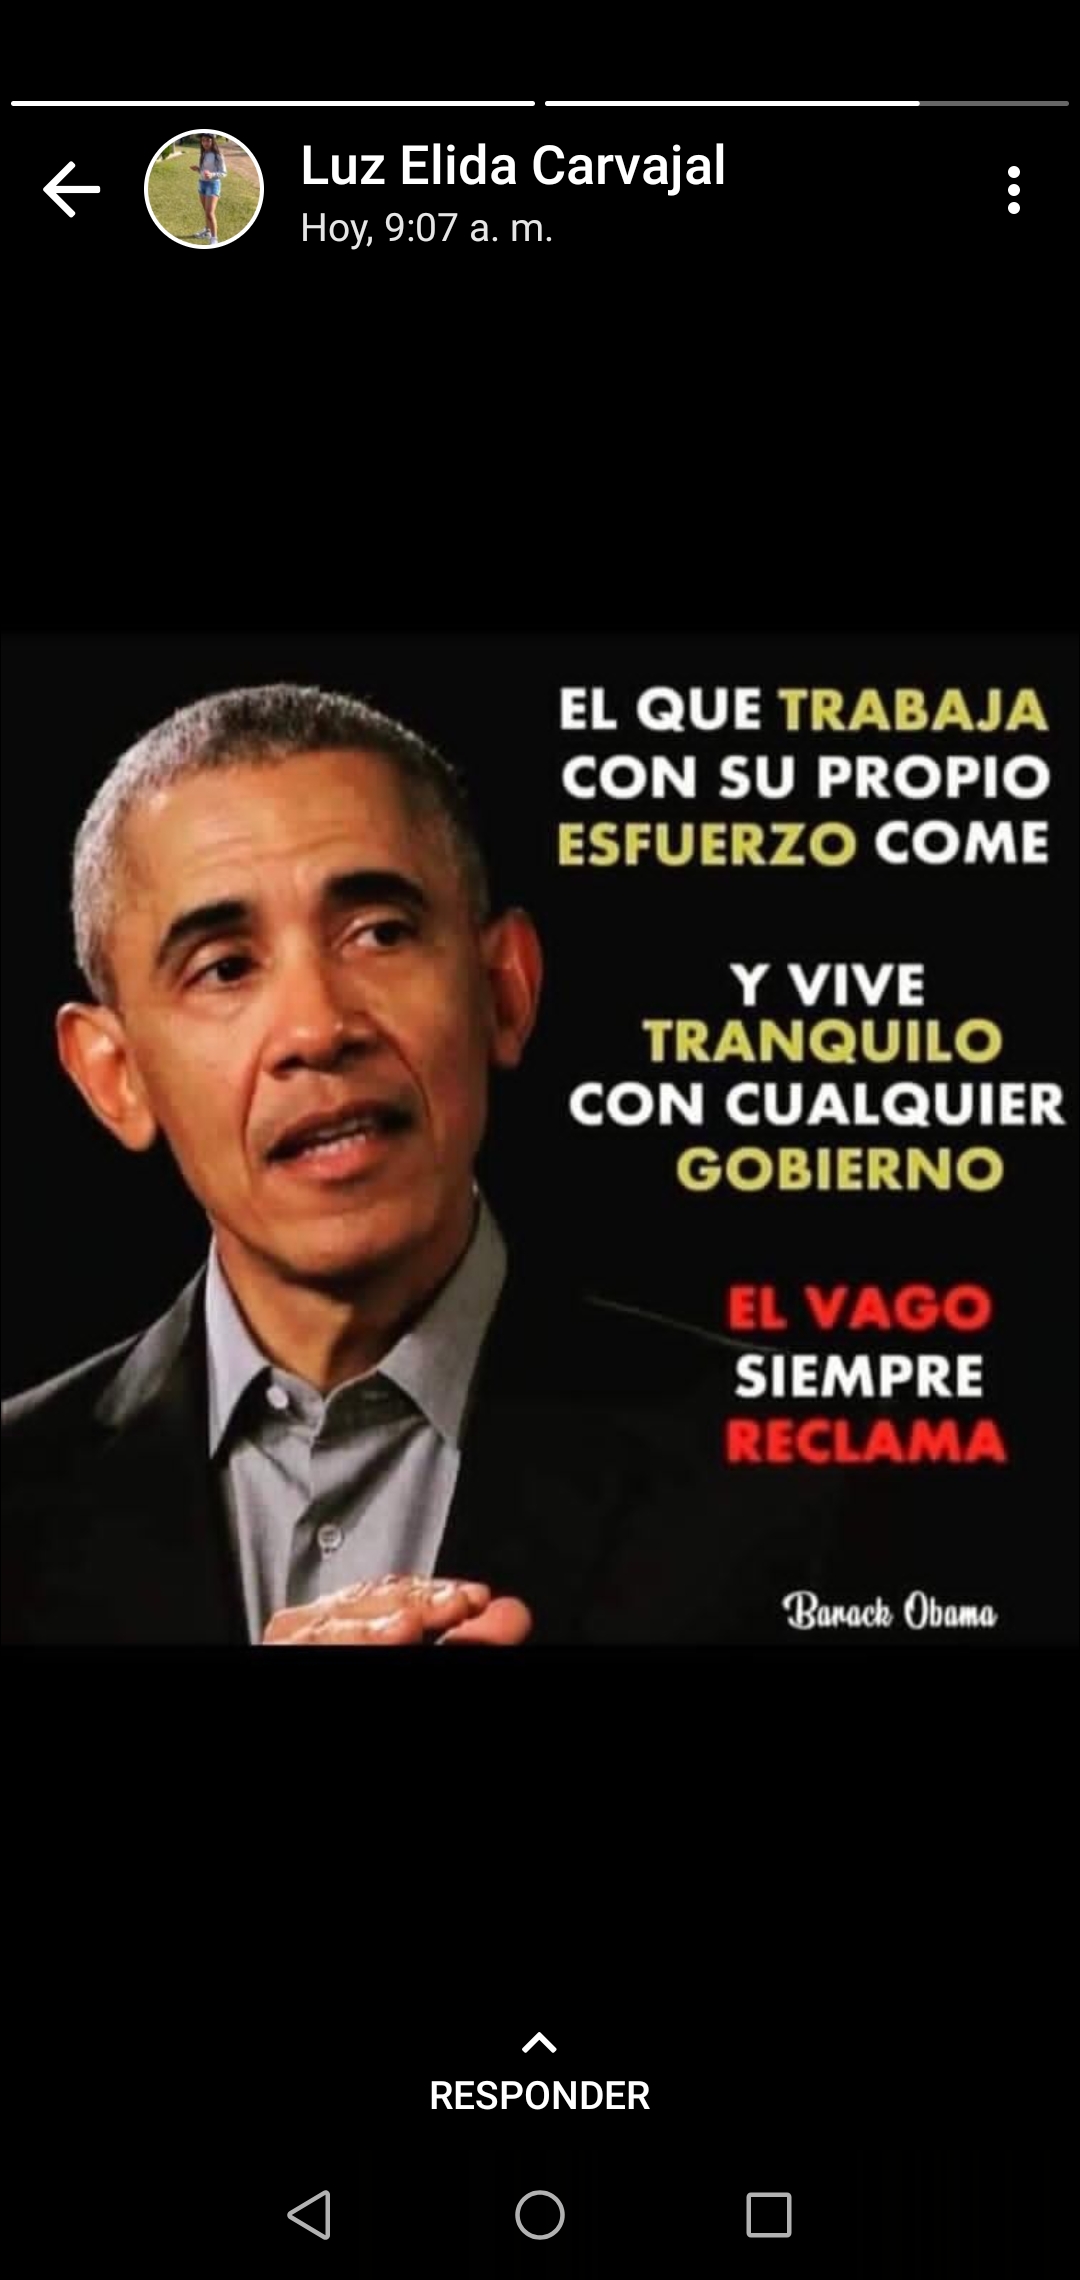 Luz Elida Carvajal
Hoy, 9:07 a. m.
EL QUE TRABAJA
CON SU PROPIO
ESFUERZO COME
Y VIVE
TRANQUILO
CON CUALQUIER
GOBIERNO
EL VAGO
SIEMPRE
RECLAMA
Barack Obama
RESPONDER